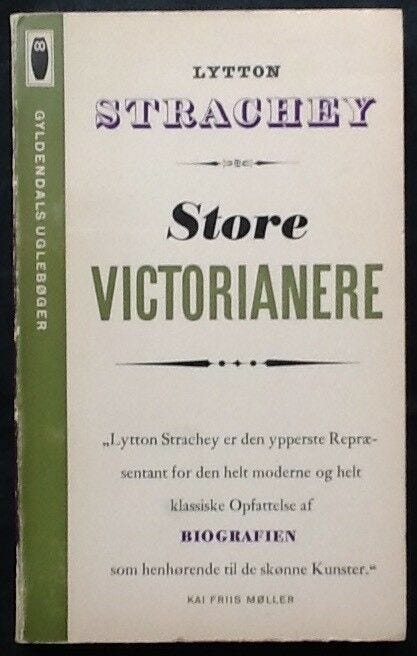 GYLDENDALS UGLEBØGER
LYTTON
STRACHEY
Store
VICTORIANERE
„Lytton Strachey er den ypperste Repræ-
sentant for den helt moderne og helt
klassiske Opfattelse af
BIOGRAFIEN
som henhørende til de skønne Kunster.“
KAI FRIIS MØLLER